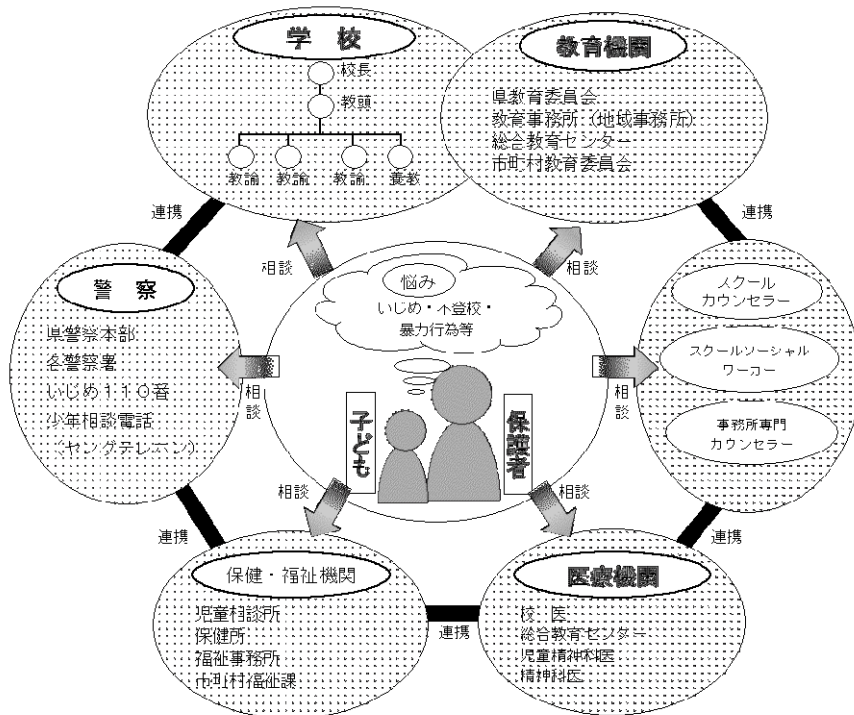 学　校
校長
教頭
教諭
教諭
教諭
養教
教育機関
県教育委員会
教育事務所（地域事務所）
総合教育センター
市町村教育委員会
連携
連携
相談
相談
悩み
いじめ・不登校・
暴力行為等
警　察
県警察本部
各警察署
いじめ１１０番
少年相談電話
（ヤングテレホン）
相談
相談
スクール
カウンセラー
スクールソーシャル
ワーカー
事務所専門
カウンセラー
子ども
保護者
相談
相談
連携
連携
保健・福祉機関
児童相談所
保健所
福祉事務所
市町村福祉課
連携
医療機関
校　医
総合教育センター
児童精神科医
精神科医